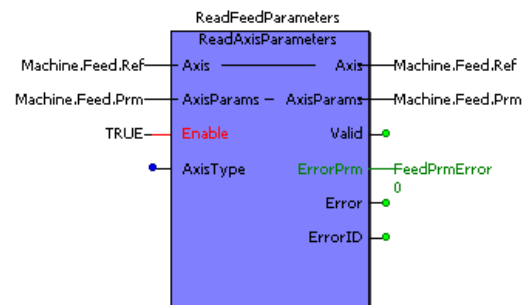 ReadFeedParameters
ReadAxisParameters
Machine.Feed.Ref Axis Axis Machine.Feed.Ref
Machine.Feed.Prm AxisParams AxisParams Machine.Feed.Prm
TRUE Enable Valid
AxisType ErrorPrm FeedPrmError
0
Error
ErrorID